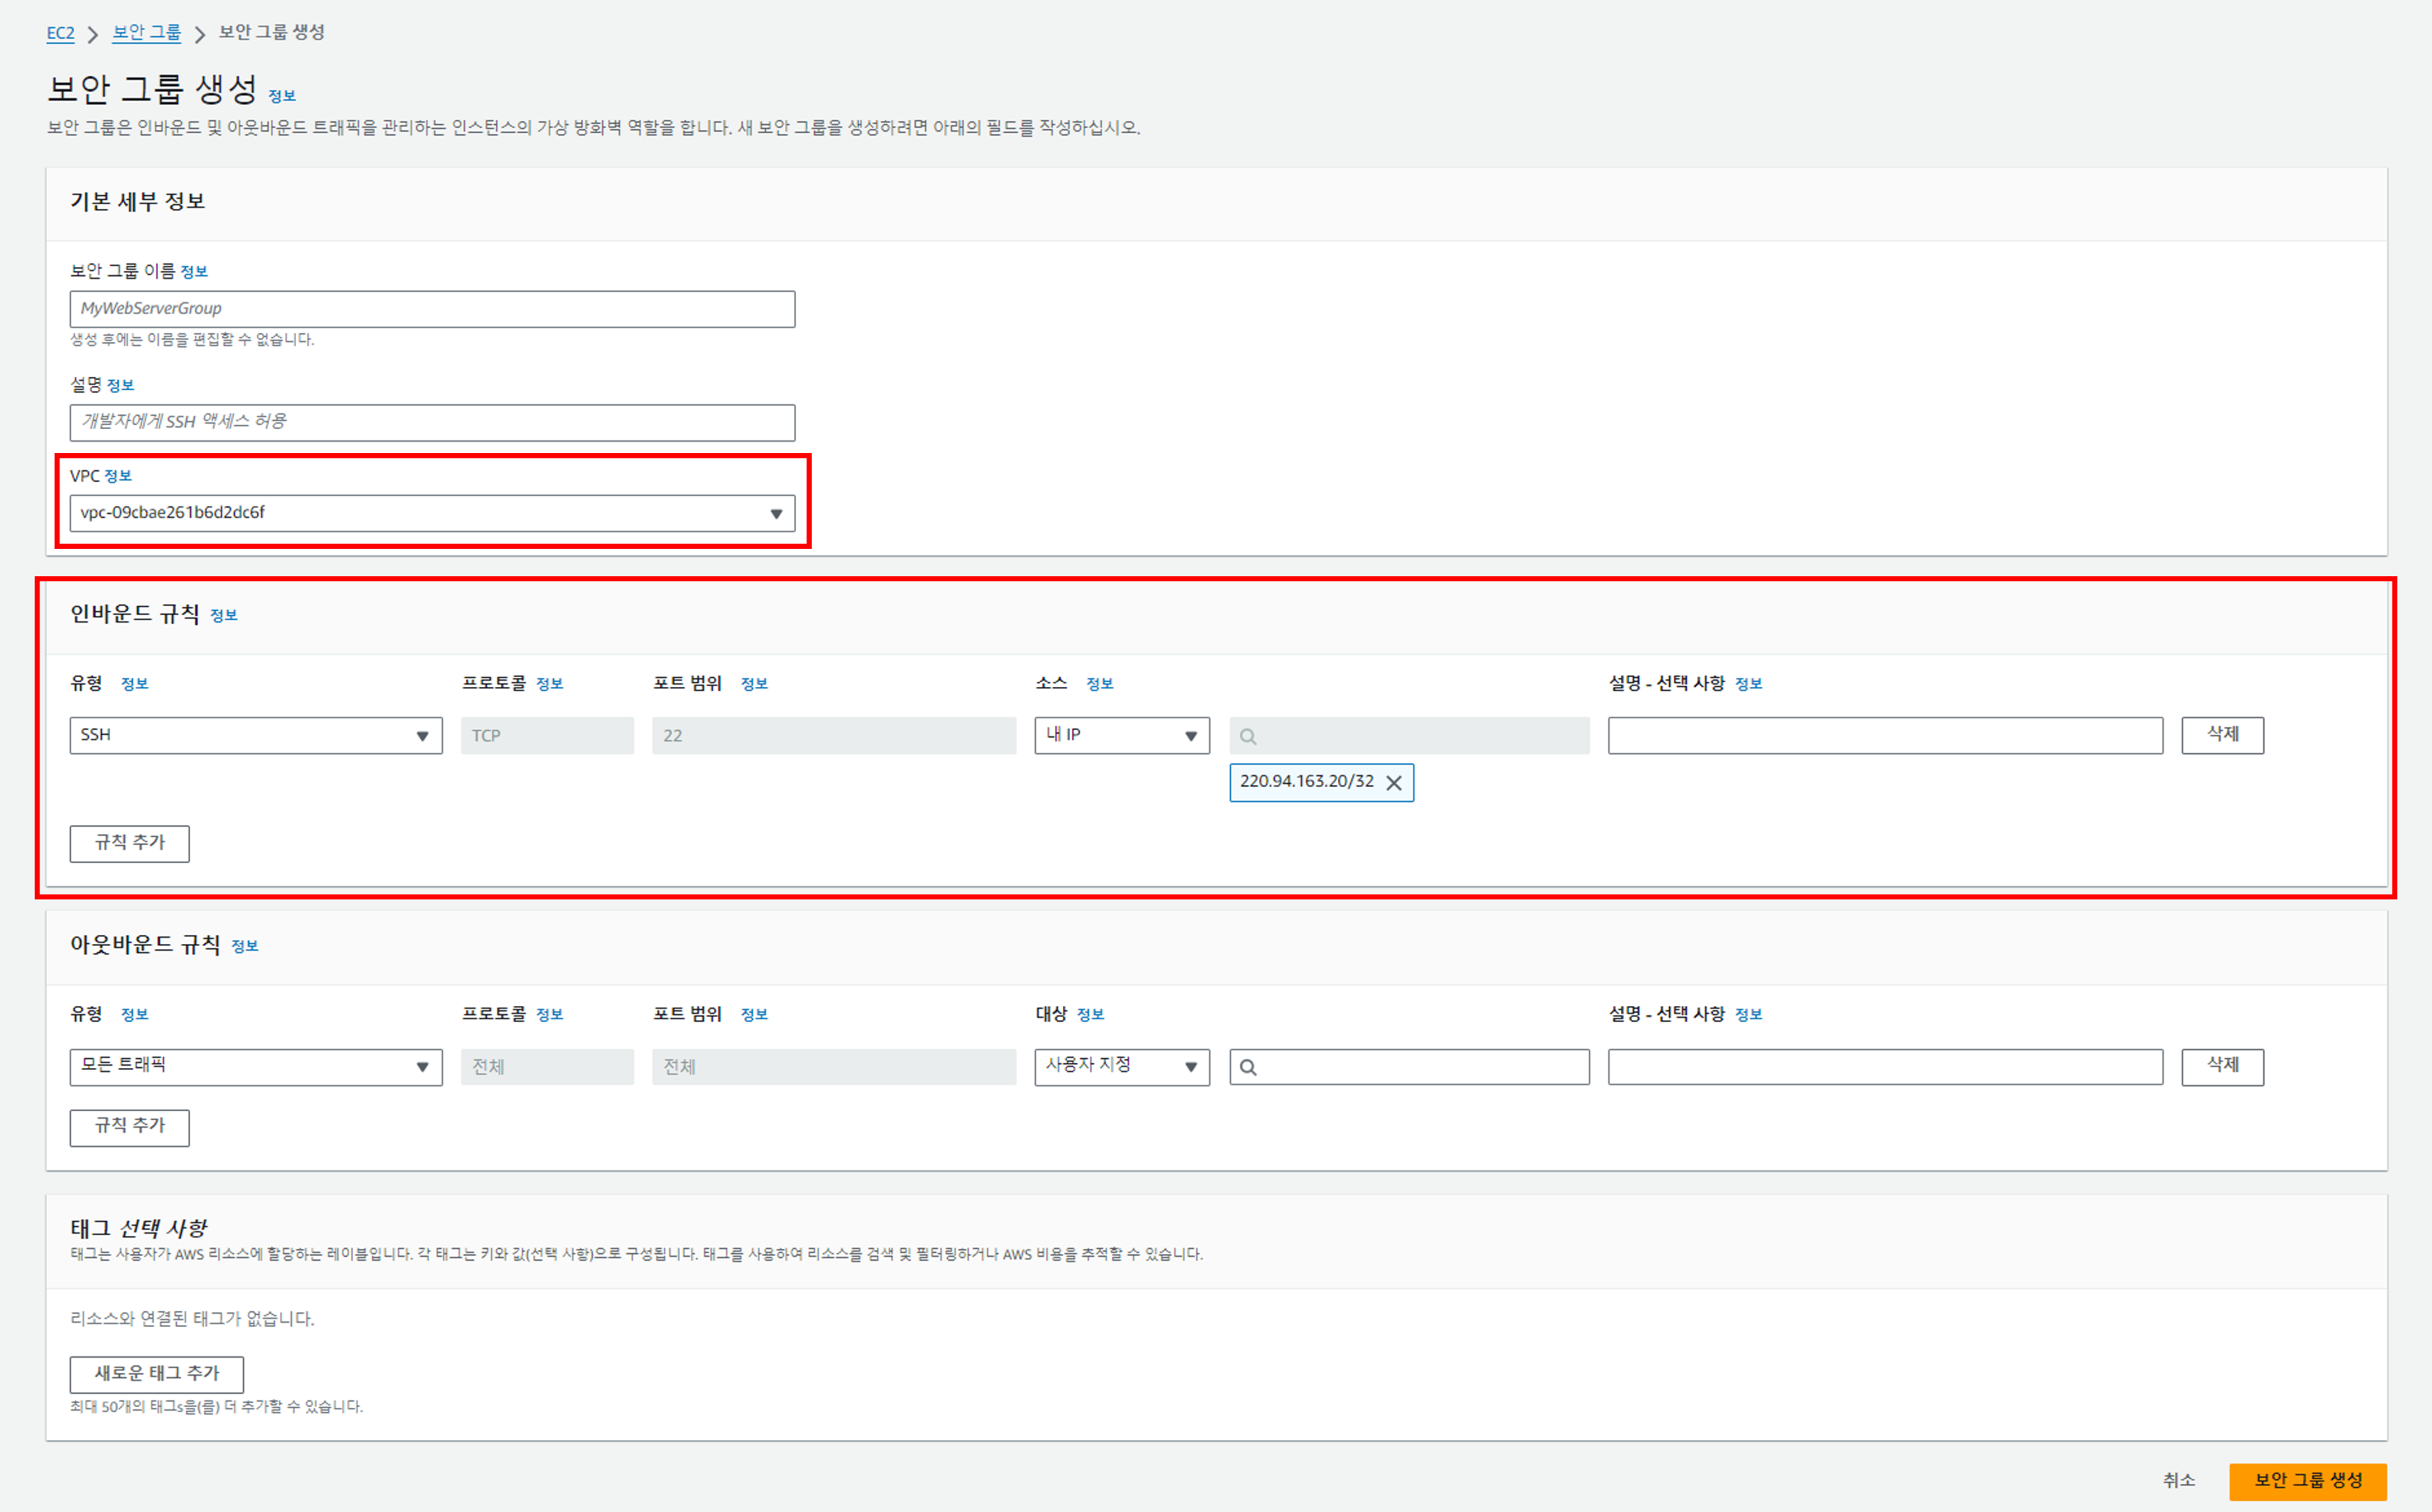 EC2 > 보안 그룹 > 보안 그룹 생성
보안 그룹 생성 정보
보안 그룹은 인바운드 및 아웃바운드 트래픽을 관리하는 인스턴스의 가상 방화벽 역할을 합니다. 새 보안 그룹을 생성하려면 아래의 필드를 작성하십시오.
기본 세부 정보
보안 그룹 이름 정보
MyWebServerGroup
생성 후에는 이름을 편집할 수 없습니다.
설명 정보
개발자에게 SSH 액세스 허용
VPC 정보
vpc-09cbae261b6d2dc6f
인바운드 규칙 정보
유형 정보 프로토콜 정보 포트 범위 정보 소스 정보 설명 - 선택 사항 정보
SSH TCP 22 내 IP 삭제
220.94.163.20/32
규칙 추가
아웃바운드 규칙 정보
유형 정보 프로토콜 정보 포트 범위 정보 대상 정보 설명 - 선택 사항 정보
모든 트래픽 전체 전체 사용자 지정 삭제
규칙 추가
태그 선택 사항
태그는 사용자가 AWS 리소스에 할당하는 레이블입니다. 각 태그는 키와 값(선택 사항)으로 구성됩니다. 태그를 사용하여 리소스를 검색 및 필터링하거나 AWS 비용을 추적할 수 있습니다.
리소스와 연결된 태그가 없습니다.
새로운 태그 추가
최대 50개의 태그s을(를) 더 추가할 수 있습니다.
취소 보안 그룹 생성